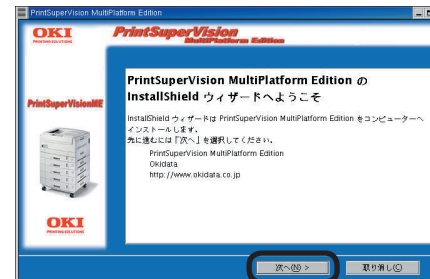 PrintSuperVision MultiPlatform Edition
OKI
PRINTING SOLUTIONS
PrintSuperVision
MultiPlatform Edition
PrintSuperVision MultiPlatform Edition の
InstallShield ウィザードへようこそ
PrintSuperVisionME
InstallShield ウィザードは PrintSuperVision MultiPlatform Edition をコンピューターへ
インストールします。
先に進むには『次へ』を選択してください。
PrintSuperVision MultiPlatform Edition
Okidata
http://www.okidata.co.jp
OKI
PRINTING SOLUTIONS
次へ(N) >
取り消し(C)